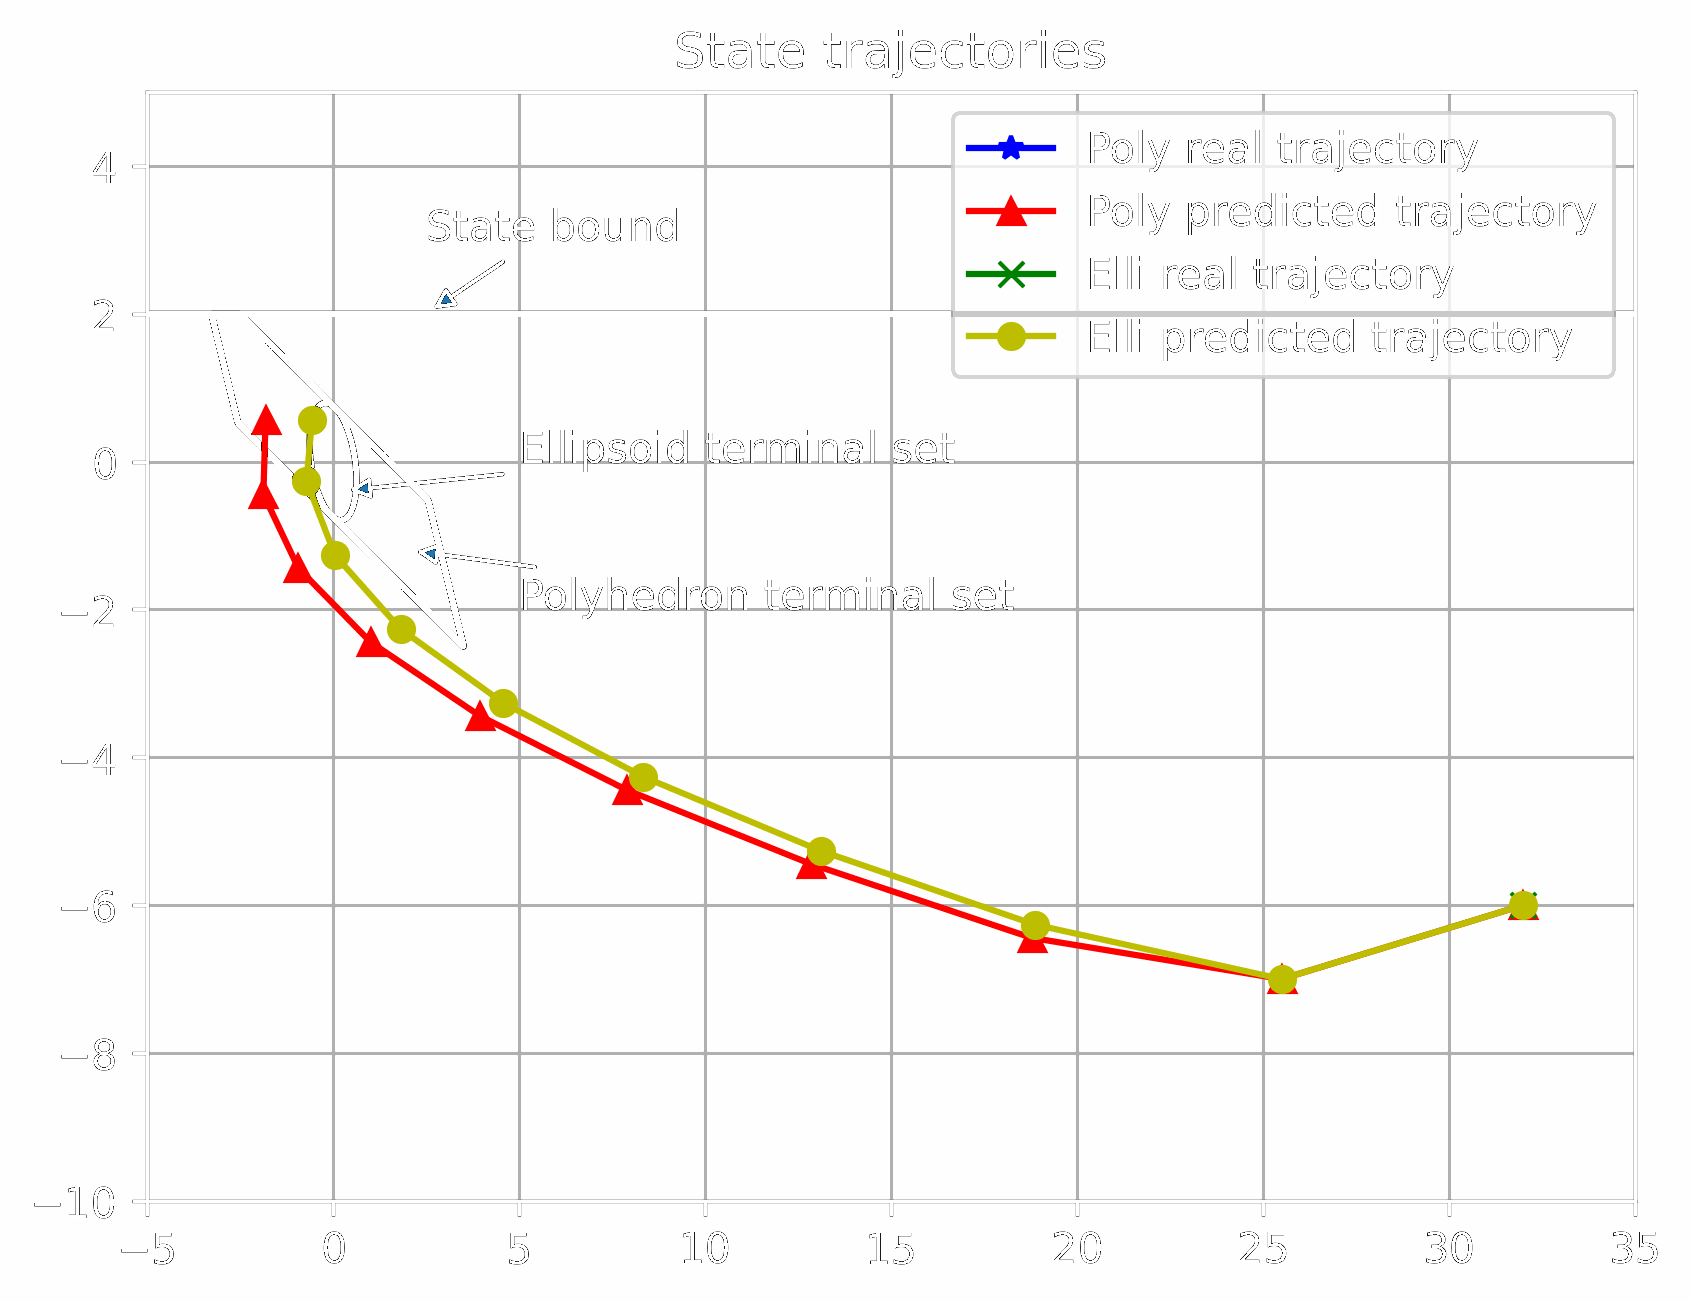 State trajectories
Poly real trajectory
Poly predicted trajectory
Elli real trajectory
Elli predicted trajectory
State bound
Ellipsoid terminal set
Polyhedron terminal set
4
2
0
−2
−4
−6
−8
−10
−5 0 5 10 15 20 25 30 35